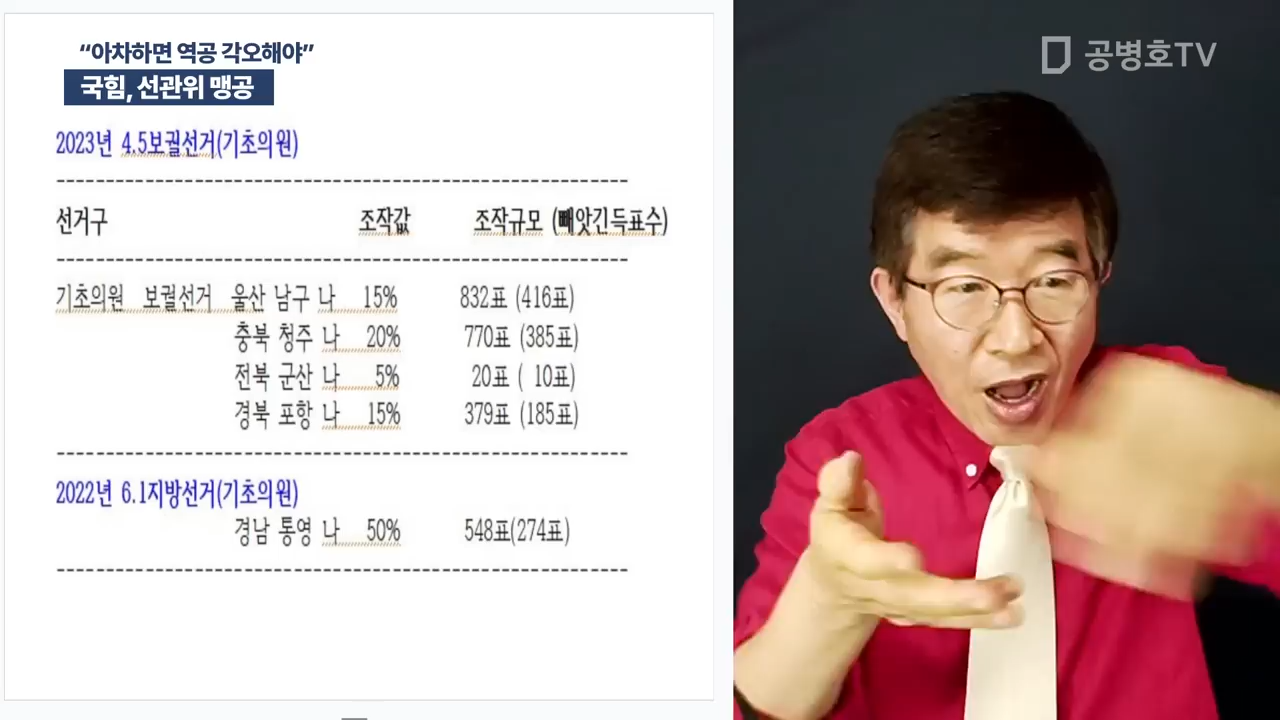 “아차하면 역공 각오해야”
국힘, 선관위 맹공
공병호TV
2023년 4.5보궐선거(기초의원)
선거구 조작값 조작규모 (빼앗긴득표수)
기초의원 보궐선거 울산 남구 나 15% 832표 (416표)
충북 청주 나 20% 770표 (385표)
전북 군산 나 5% 20표 ( 10표)
경북 포항 나 15% 379표 (185표)
2022년 6.1지방선거(기초의원)
경남 통영 나 50% 548표(274표)